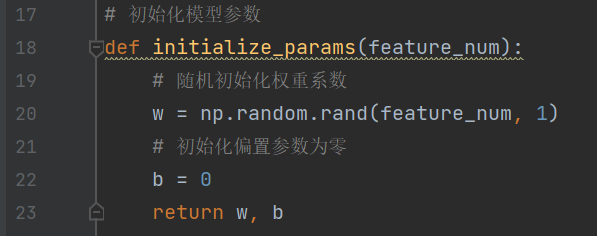 17 # 初始化模型参数
18 def initialize_params(feature_num):
19 # 随机初始化权重系数
20 w = np.random.rand(feature_num, 1)
21 # 初始化偏置参数为零
22 b = 0
23 return w, b